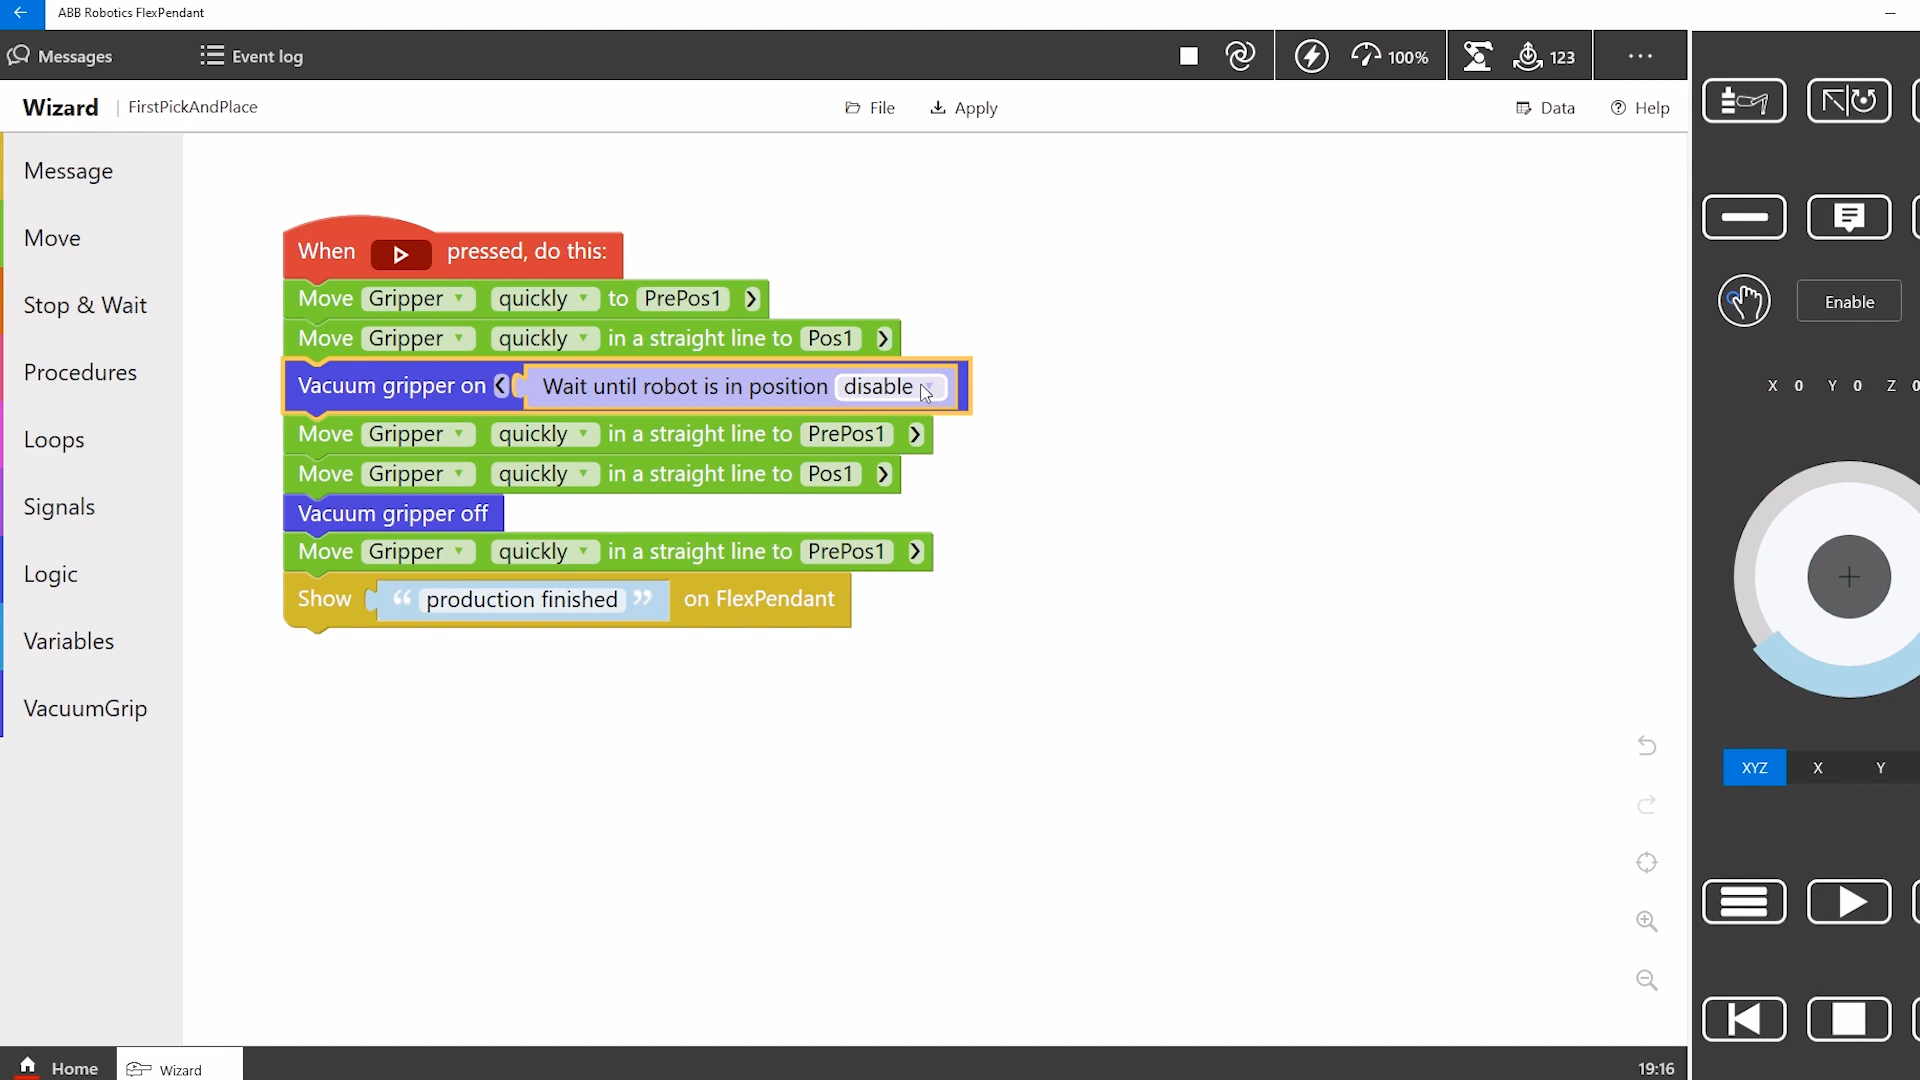 ABB Robotics FlexPendant
Messages
Event log
100%
123
Wizard
FirstPickAndPlace
File
Apply
Data
Help
Message
Move
Stop & Wait
Procedures
Loops
Signals
Logic
Variables
VacuumGrip
When pressed, do this:
Move Gripper quickly to PrePos1
Move Gripper quickly in a straight line to Pos1
Vacuum gripper on Wait until robot is in position disable
Move Gripper quickly in a straight line to PrePos1
Move Gripper quickly in a straight line to Pos1
Vacuum gripper off
Move Gripper quickly in a straight line to PrePos1
Show “ production finished ” on FlexPendant
Enable
X 0 Y 0 Z 0
XYZ X Y
Home
Wizard
19:16